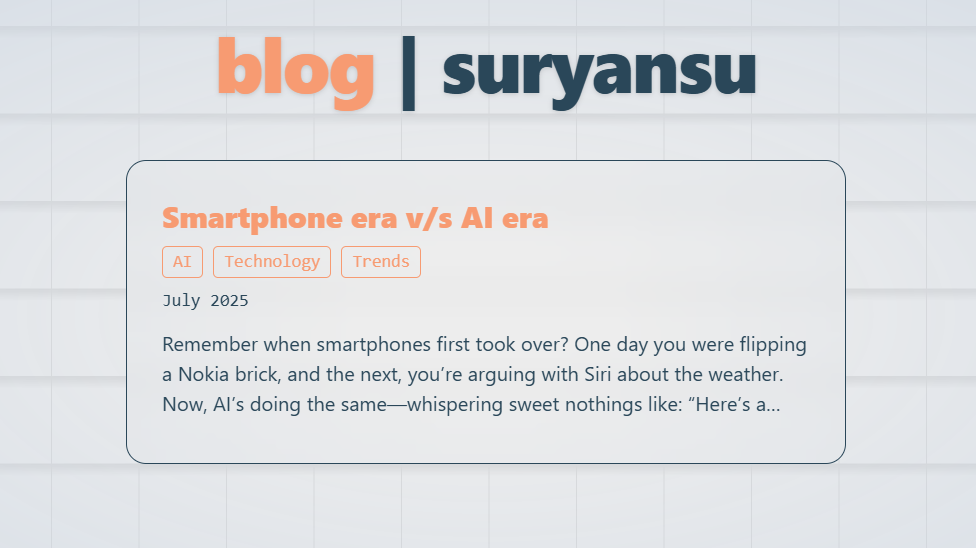 blog | suryansu
Smartphone era v/s AI era
AI Technology Trends
July 2025
Remember when smartphones first took over? One day you were flipping
a Nokia brick, and the next, you’re arguing with Siri about the weather.
Now, AI’s doing the same—whispering sweet nothings like: “Here’s a…